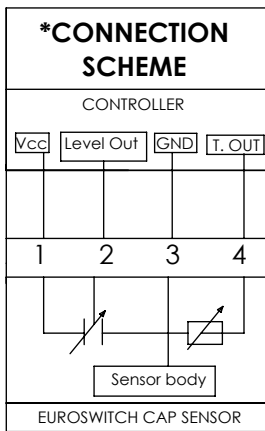 *CONNECTION
SCHEME
CONTROLLER
Vcc Level Out GND T. OUT
1 2 3 4
Sensor body
EUROSWITCH CAP SENSOR